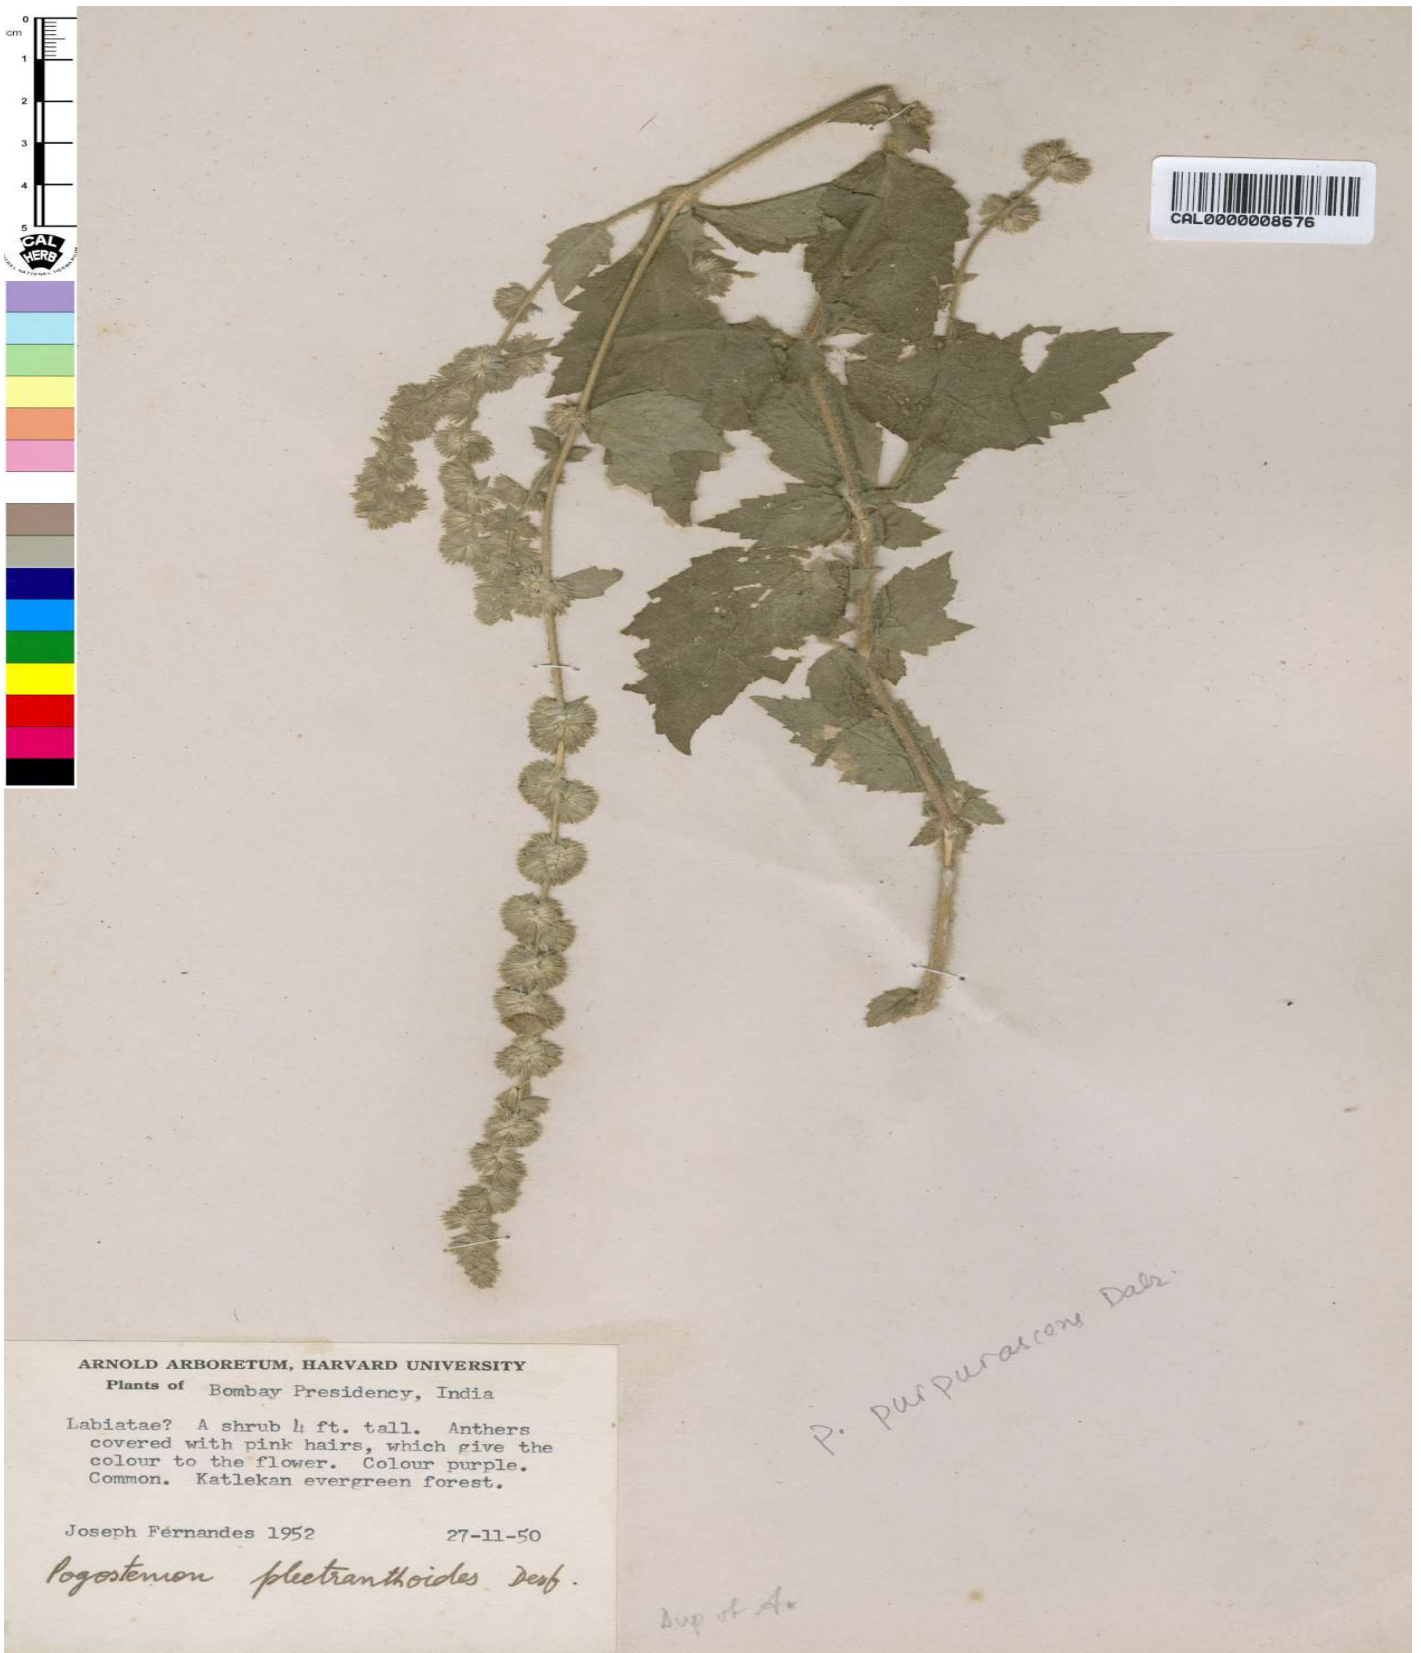 0
cm
1
2
3
4
5
CAL
HERB
CAL0000008676
P. purpurascens Dalz.
ARNOLD ARBORETUM, HARVARD UNIVERSITY
Plants of Bombay Presidency, India
Labiatae? A shrub 4 ft. tall. Anthers
covered with pink hairs, which give the
colour to the flower. Colour purple.
Common. Katlekan evergreen forest.
Joseph Fernandes 1952 27-11-50
Pogostemon plectranthoides Desf.
Dup of A.